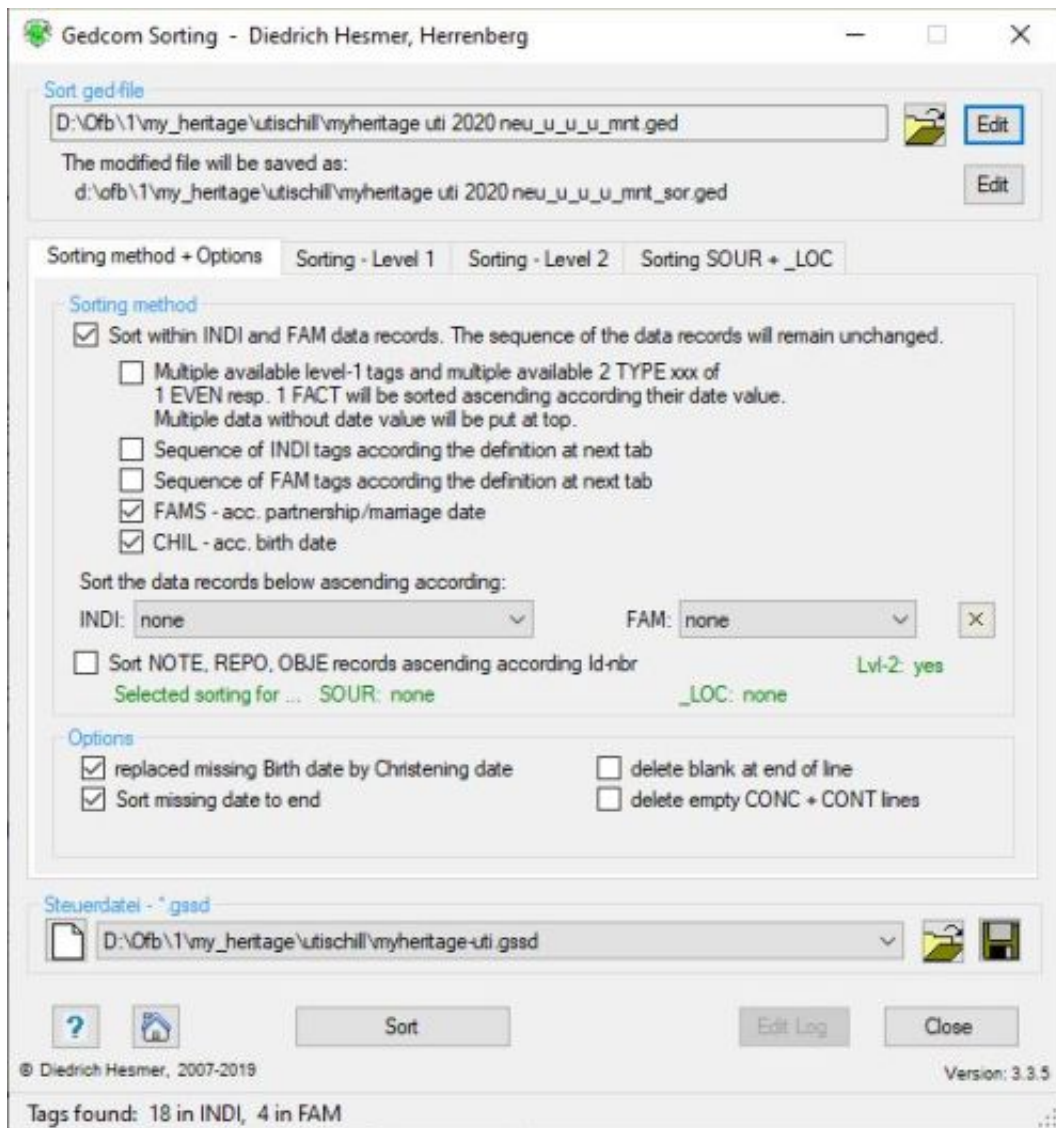 Gedcom Sorting - Diedrich Hesmer, Herrenberg
Sort ged-file
D:\Ofb\1\my_heritage\utischill\myheritage uti 2020 neu_u_u_u_mnt.ged
Edit
The modified file will be saved as:
d:\ofb\1\my_heritage\utischill\myheritage uti 2020 neu_u_u_u_mnt_sor.ged
Edit
Sorting method + Options
Sorting - Level 1
Sorting - Level 2
Sorting SOUR + _LOC
Sorting method
Sort within INDI and FAM data records. The sequence of the data records will remain unchanged.
Multiple available level-1 tags and multiple available 2 TYPE xxx of
1 EVEN resp. 1 FACT will be sorted ascending according their date value.
Multiple data without date value will be put at top.
Sequence of INDI tags according the definition at next tab
Sequence of FAM tags according the definition at next tab
FAMS - acc. partnership/marriage date
CHIL - acc. birth date
Sort the data records below ascending according:
INDI: none
FAM: none
Sort NOTE, REPO, OBJE records ascending according Id-nbr
Lvl-2: yes
Selected sorting for ... SOUR: none
_LOC: none
Options
replaced missing Birth date by Christening date
delete blank at end of line
Sort missing date to end
delete empty CONC + CONT lines
Steuerdatei - *.gssd
D:\Ofb\1\my_heritage\utischill\myheritage-uti.gssd
?
Sort
Edit Log
Close
© Diedrich Hesmer, 2007-2019
Version: 3.3.5
Tags found: 18 in INDI, 4 in FAM